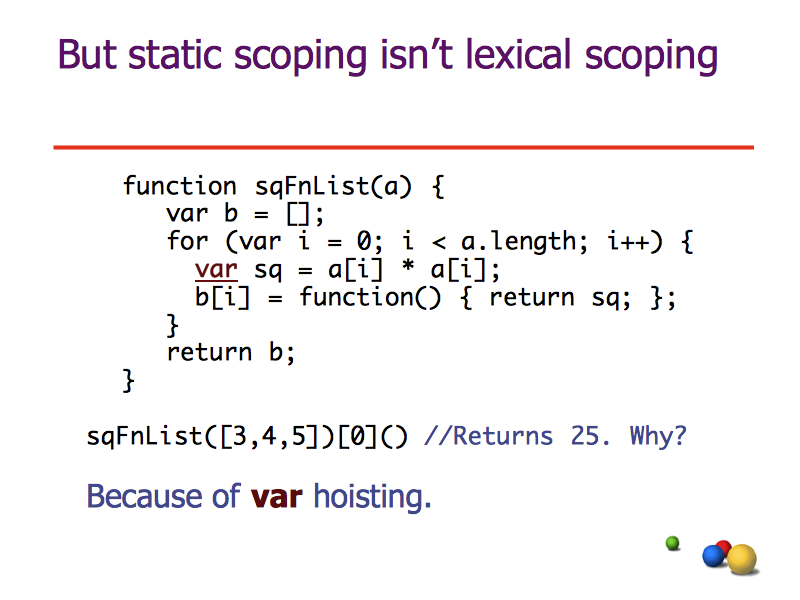 But static scoping isn’t lexical scoping
function sqFnList(a) {
var b = [];
for (var i = 0; i < a.length; i++) {
var sq = a[i] * a[i];
b[i] = function() { return sq; };
}
return b;
}
sqFnList([3,4,5])[0]() //Returns 25. Why?
Because of var hoisting.